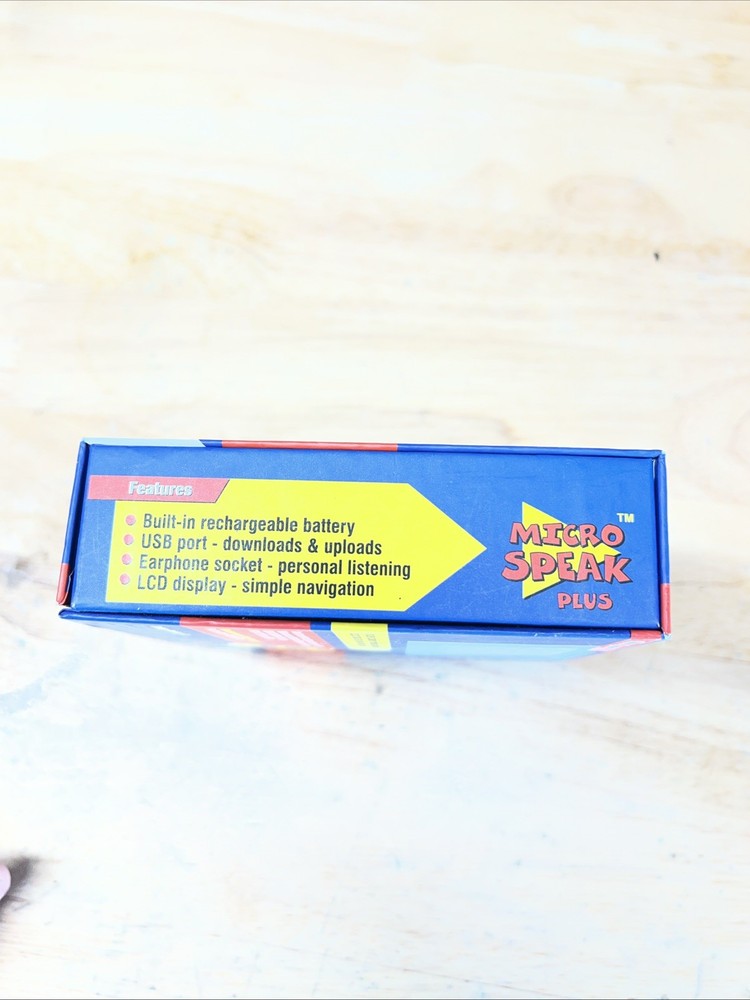 Features
Built-in rechargeable battery
USB port - downloads & uploads
Earphone socket - personal listening
LCD display - simple navigation
MICRO TM
SPEAK
PLUS